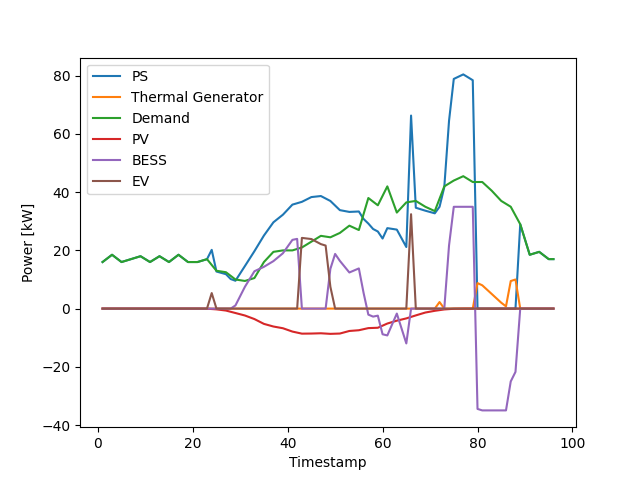 PS
Thermal Generator
Demand
PV
BESS
EV
80
60
40
20
0
−20
−40
Power [kW]
0 20 40 60 80 100
Timestamp